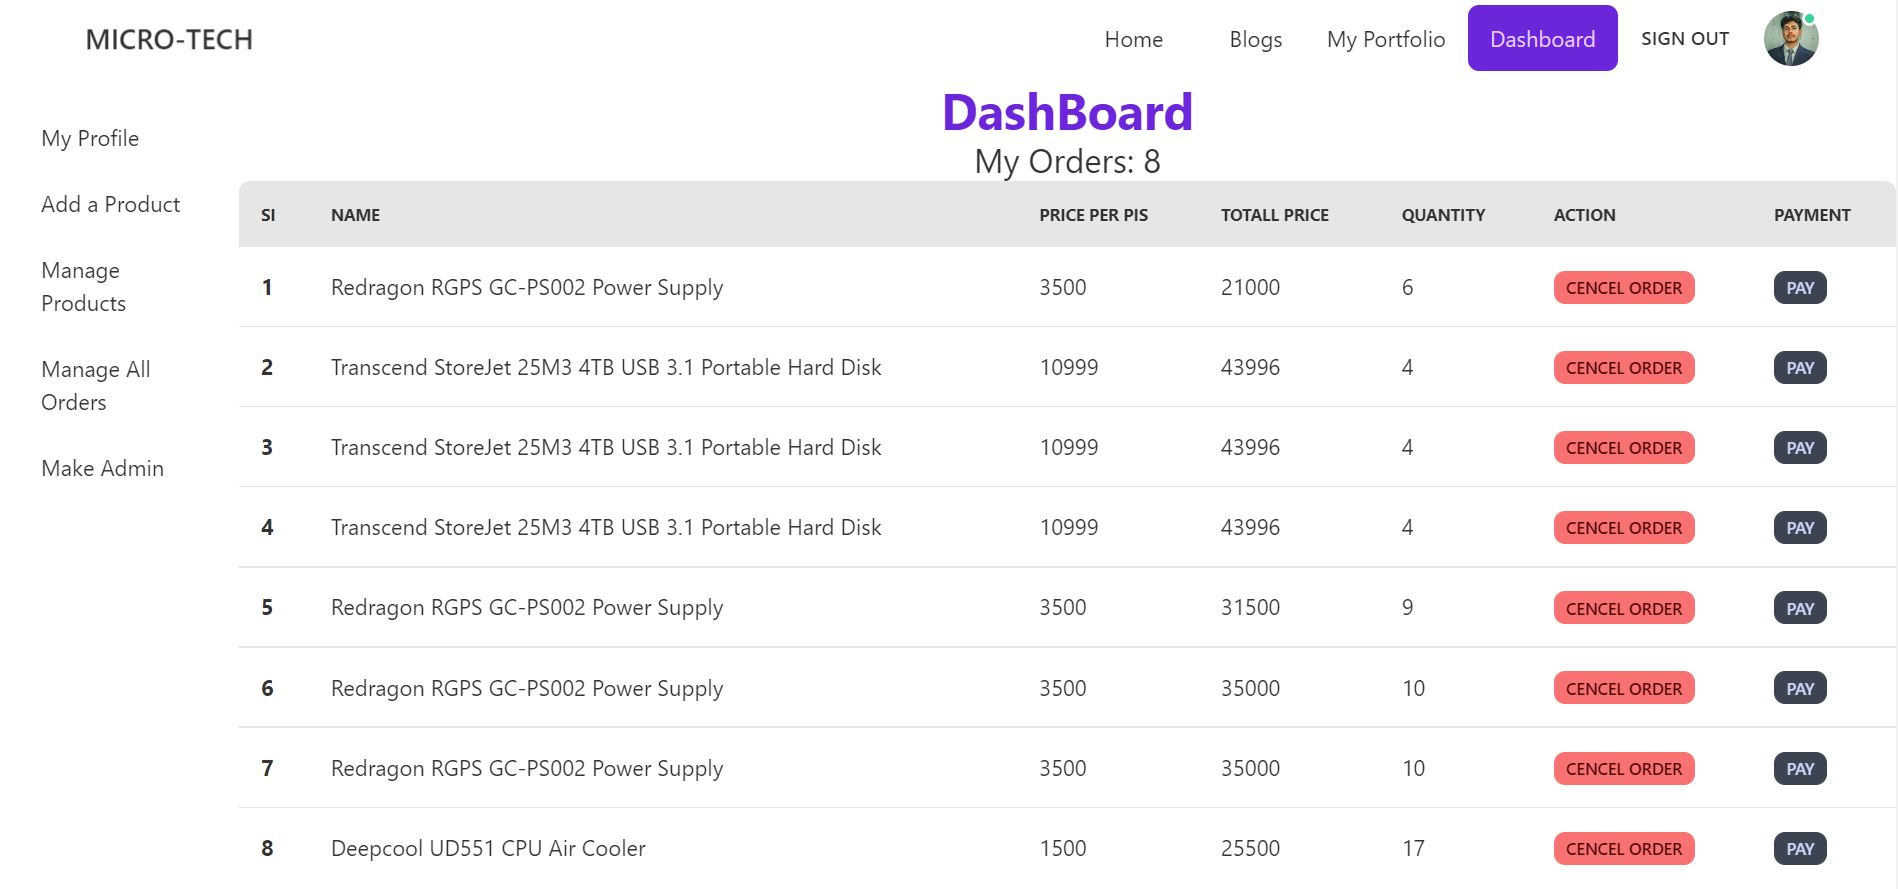 MICRO-TECH
Home Blogs My Portfolio Dashboard SIGN OUT
My Profile
Add a Product
Manage
Products
Manage All
Orders
Make Admin
DashBoard
My Orders: 8
SI NAME PRICE PER PIS TOTALL PRICE QUANTITY ACTION PAYMENT
1 Redragon RGPS GC-PS002 Power Supply 3500 21000 6 CENCEL ORDER PAY
2 Transcend StoreJet 25M3 4TB USB 3.1 Portable Hard Disk 10999 43996 4 CENCEL ORDER PAY
3 Transcend StoreJet 25M3 4TB USB 3.1 Portable Hard Disk 10999 43996 4 CENCEL ORDER PAY
4 Transcend StoreJet 25M3 4TB USB 3.1 Portable Hard Disk 10999 43996 4 CENCEL ORDER PAY
5 Redragon RGPS GC-PS002 Power Supply 3500 31500 9 CENCEL ORDER PAY
6 Redragon RGPS GC-PS002 Power Supply 3500 35000 10 CENCEL ORDER PAY
7 Redragon RGPS GC-PS002 Power Supply 3500 35000 10 CENCEL ORDER PAY
8 Deepcool UD551 CPU Air Cooler 1500 25500 17 CENCEL ORDER PAY